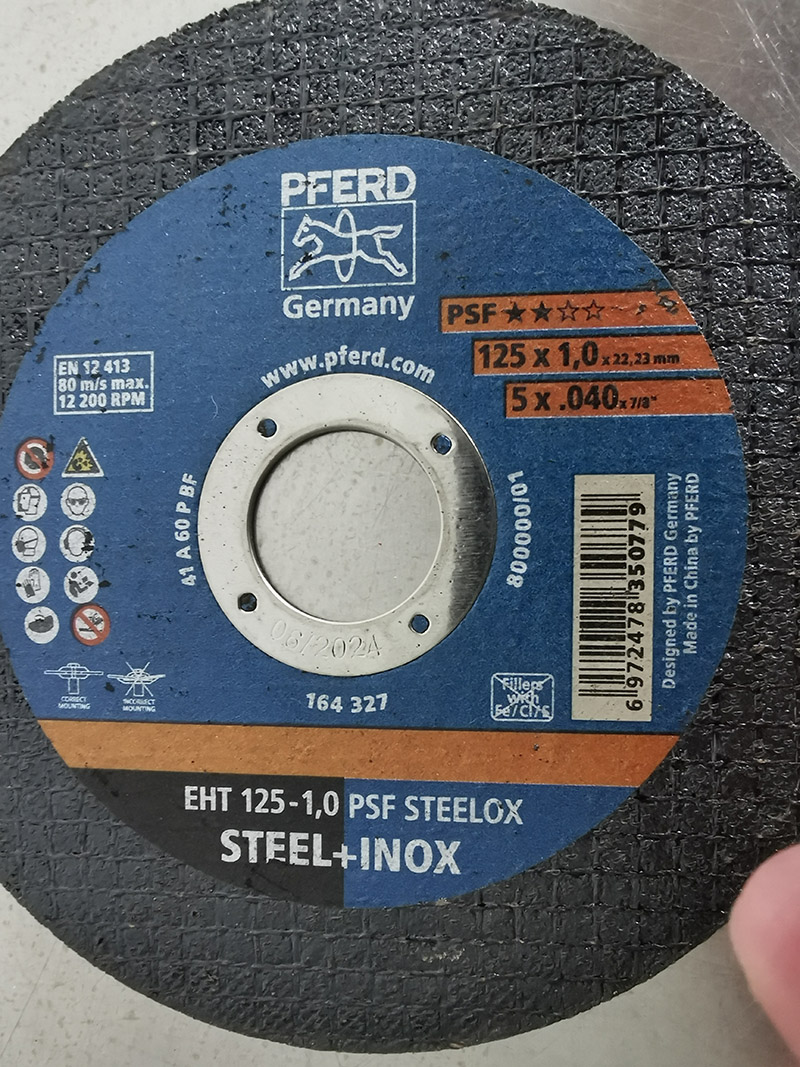 PFERD
Germany
PSF ★★☆☆
www.pferd.com
125 x 1,0 x 22,23 mm
5 x .040 x 7/8"
EN 12 413
80 m/s max.
12 200 RPM
41 A 60 P BF
800000/01
6 972478 350779
Designed by PFERD Germany
Made in China by PFERD
06/2024
164 327
CORRECT
MOUNTING
INCORRECT
MOUNTING
Fillers
with
Fe/Cl/S
EHT 125-1,0 PSF STEELOX
STEEL+INOX